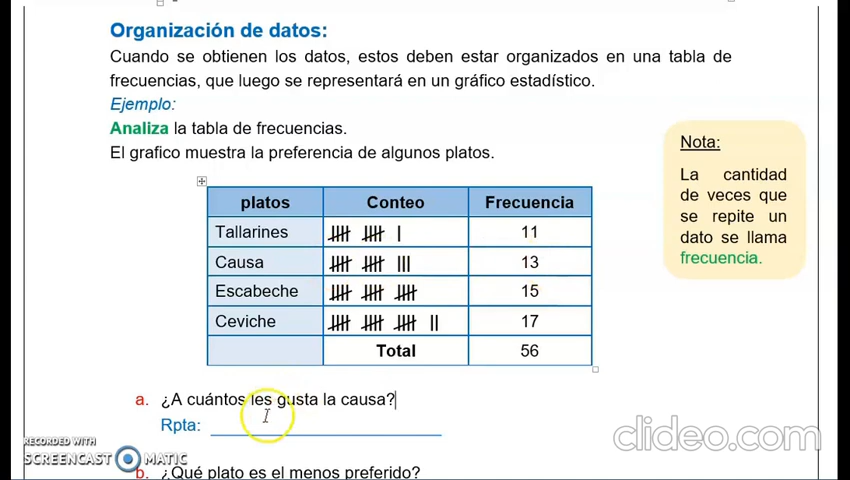 Organización de datos:
Cuando se obtienen los datos, estos deben estar organizados en una tabla de
frecuencias, que luego se representará en un gráfico estadístico.
Ejemplo:
Analiza la tabla de frecuencias.
El grafico muestra la preferencia de algunos platos.
platos Conteo Frecuencia
Tallarines 11
Causa 13
Escabeche 15
Ceviche 17
Total 56
Nota:
La cantidad
de veces que
se repite un
dato se llama
frecuencia.
a. ¿A cuántos les gusta la causa?
Rpta:
b. ¿Qué plato es el menos preferido?
RECORDED WITH
SCREENCAST MATIC
clideo.com